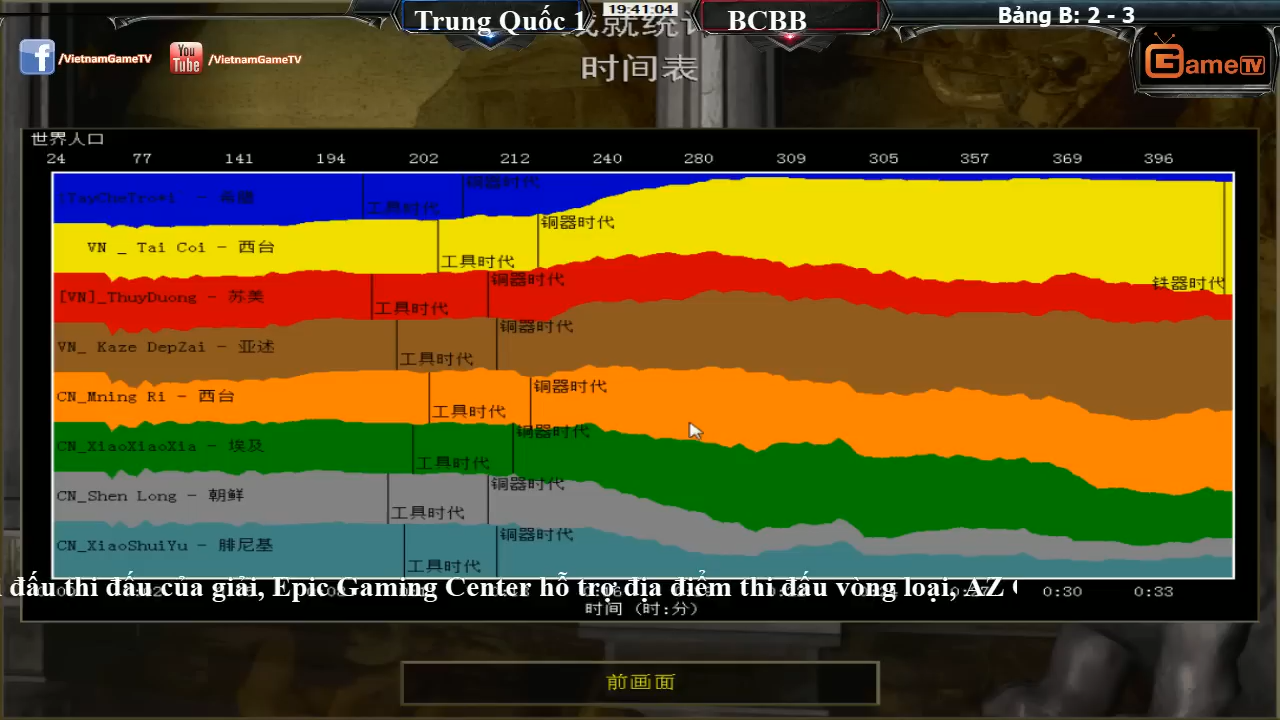 Trung Quốc 1
19:41:04
BCBB
Bảng B: 2 - 3
我就统计
时间表
/VietnamGameTV
You Tube
/VietnamGameTV
GameTV
世界人口
24 77 141 194 202 212 240 280 309 305 357 369 396
铜器时代
工具时代
VN _ Tai Coi - 西台
铜器时代
工具时代
铁器时代
[VN]_ThuyDuong - 苏美
铜器时代
工具时代
VN_ Kaze DepZai - 亚述
铜器时代
工具时代
CN_Mning Ri - 西台
铜器时代
工具时代
CN_XiaoXiaoXia - 埃及
铜器时代
工具时代
CN_Shen Long - 朝鲜
铜器时代
工具时代
CN_XiaoShuiYu - 腓尼基
铜器时代
工具时代
đấu thi đấu của giải, Epic Gaming Center hỗ trợ địa điểm thi đấu vòng loại, AZ
0:30 0:33
时间 (时:分)
前画面